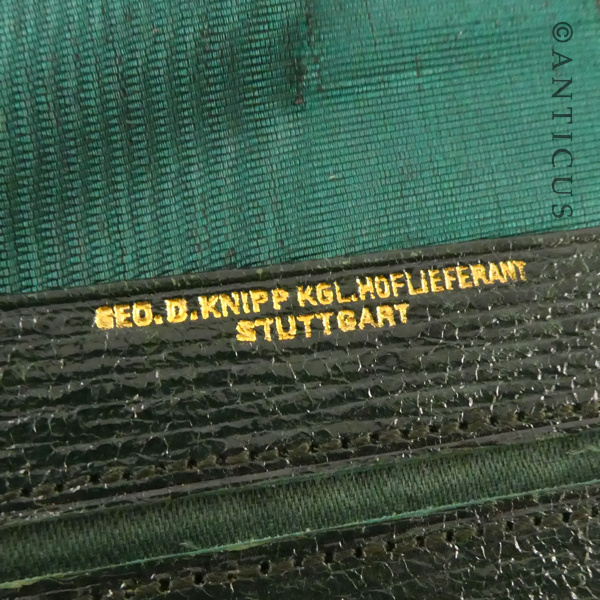 GEO.D.KNIPP KGL.HOFLIEFERANT
STUTTGART
©ANTICUS